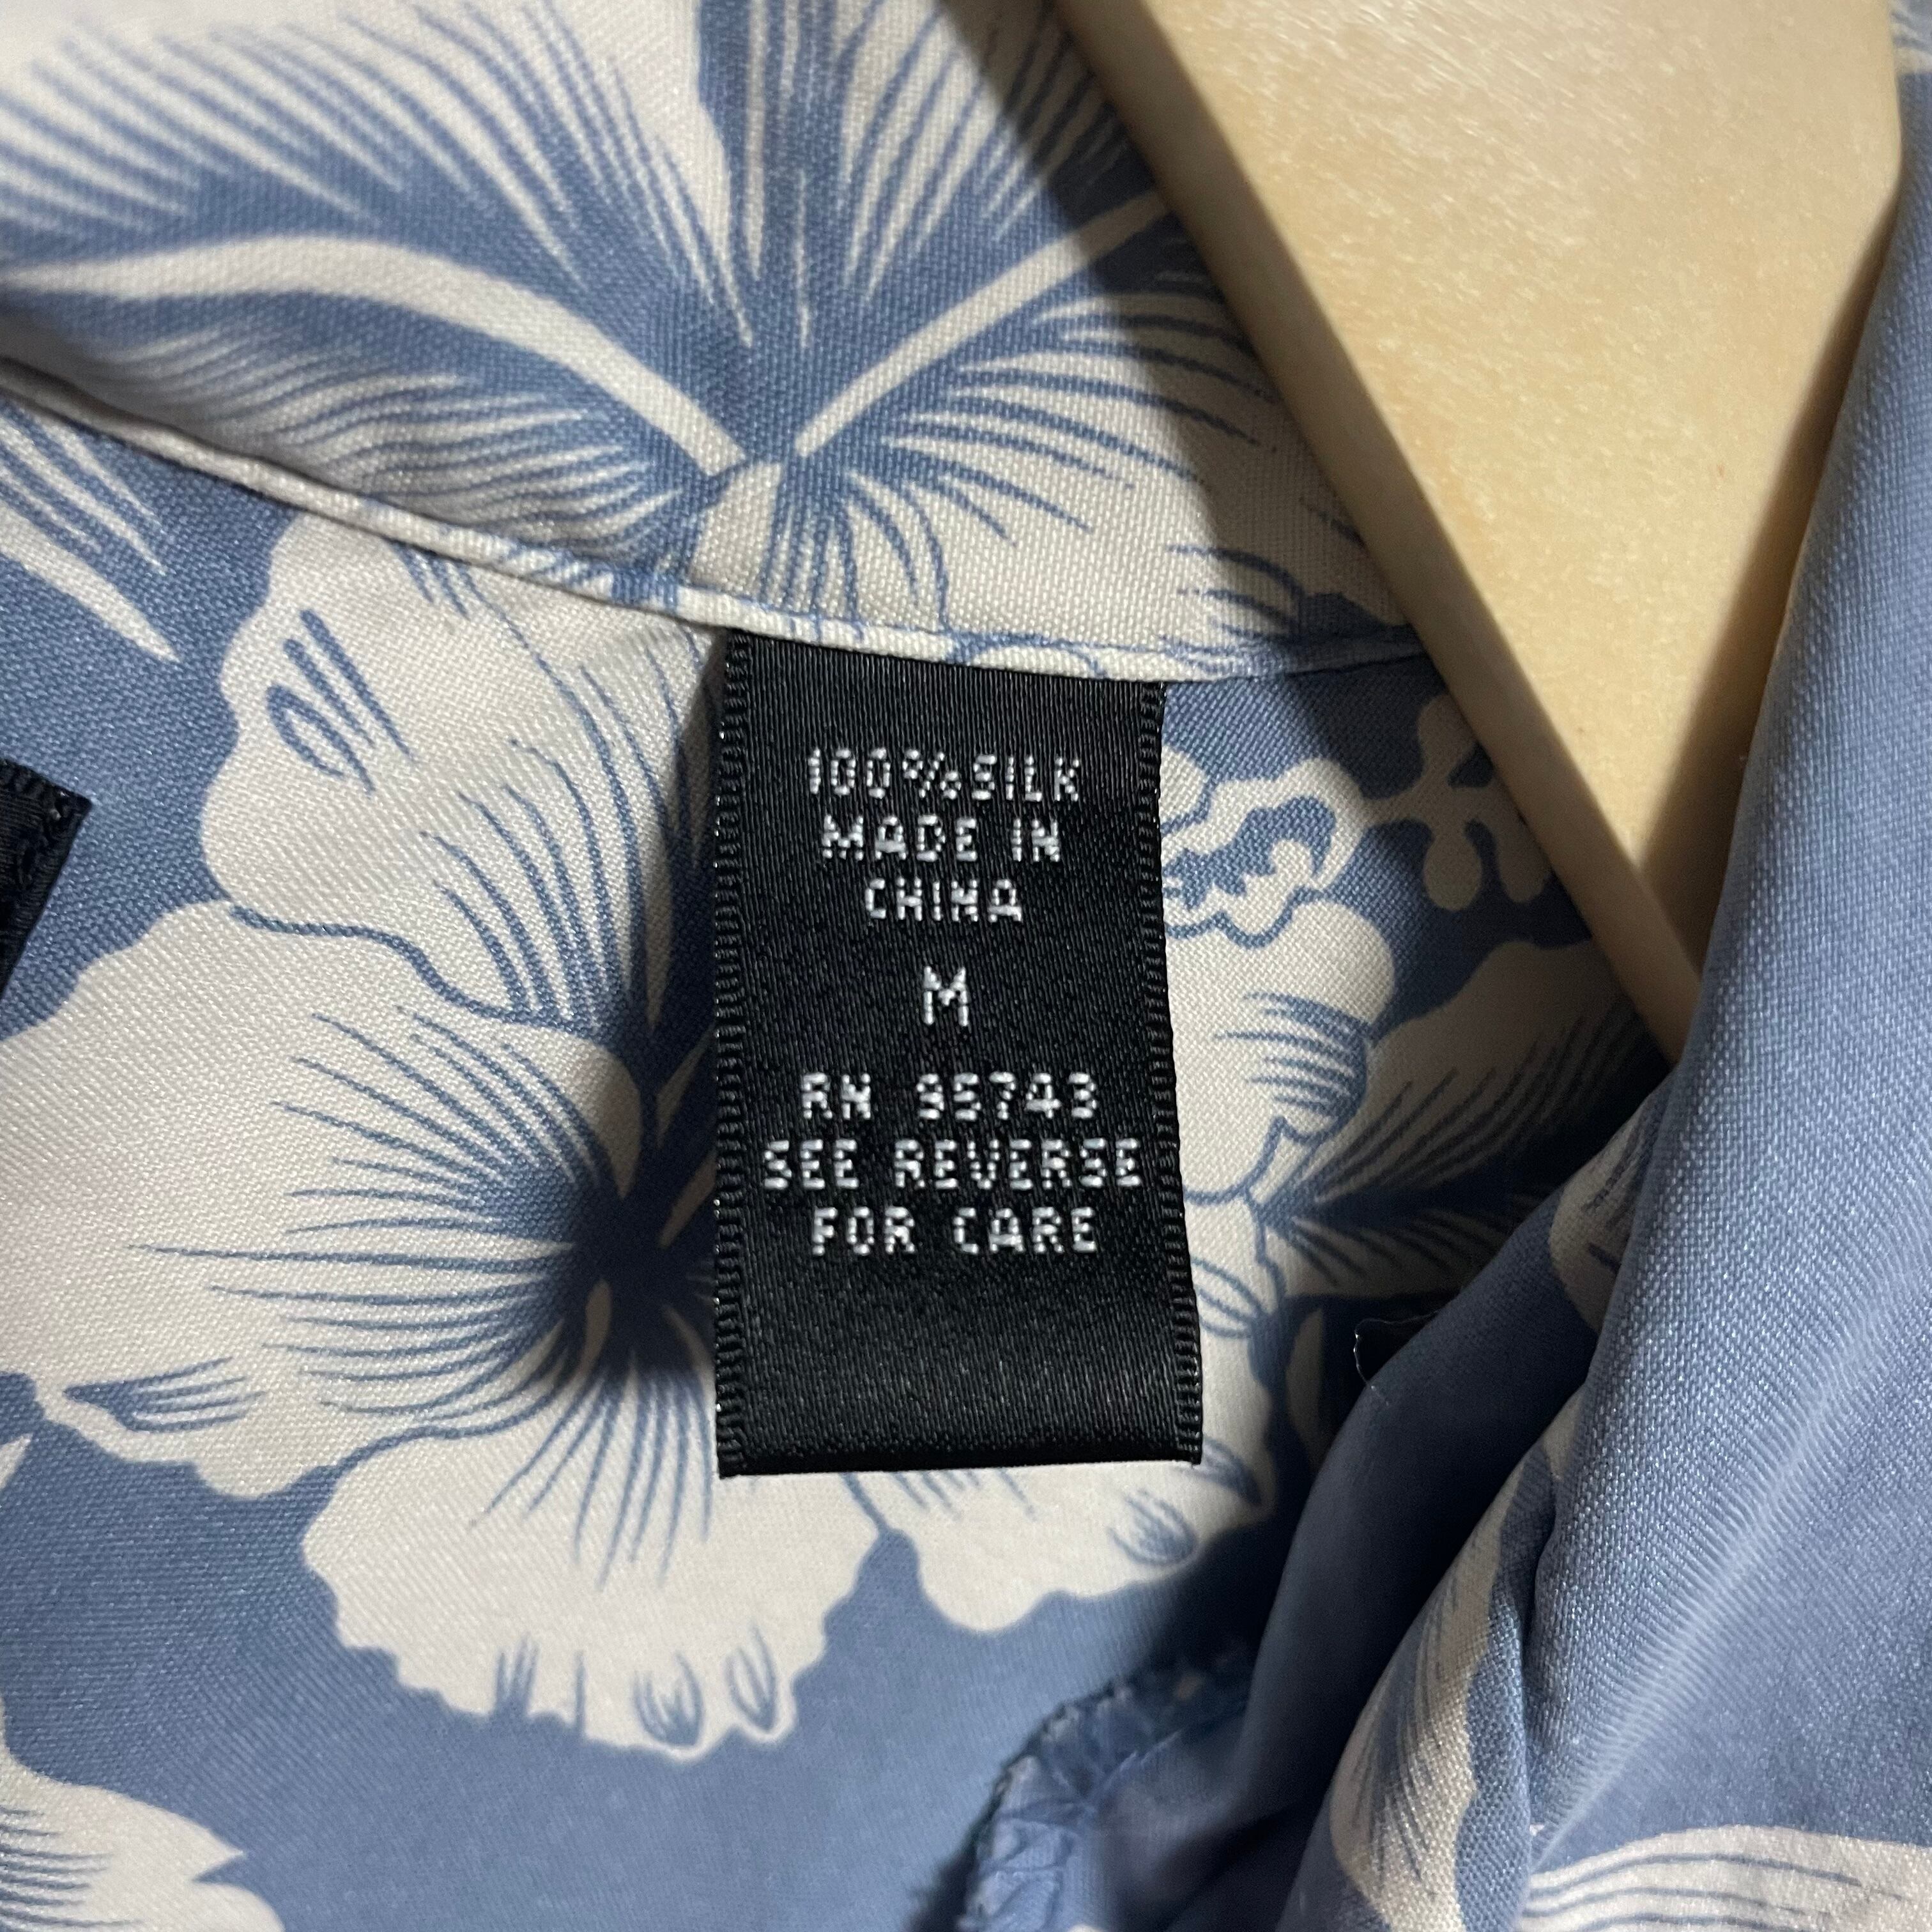 100%SILK
MADE IN
CHINA
M
RN 95743
SEE REVERSE
FOR CARE